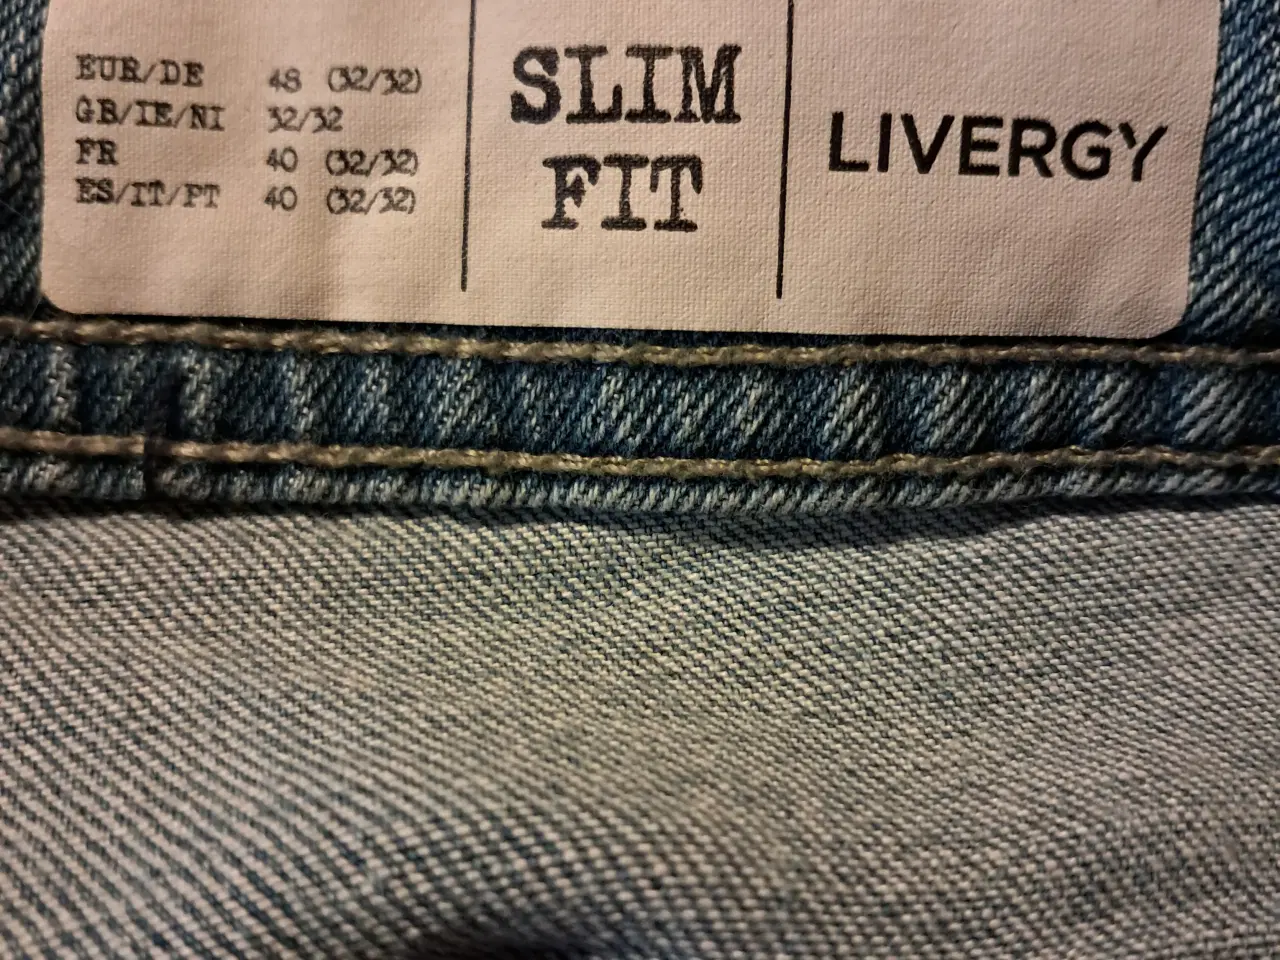 EUR/DE 48 (32/32)
GB/IE/NI 32/32
FR 40 (32/32)
ES/IT/PT 40 (32/32)
SLIM
FIT
LIVERGY